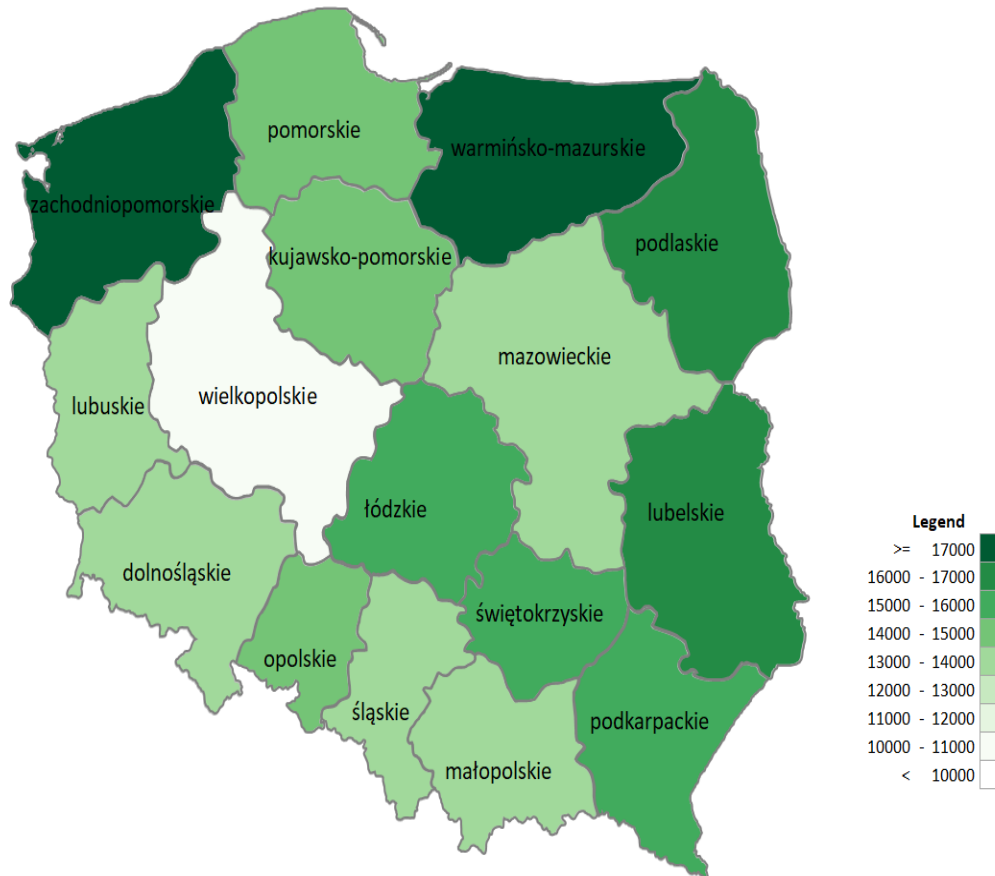 pomorskie
warmińsko-mazurskie
zachodniopomorskie
podlaskie
kujawsko-pomorskie
mazowieckie
wielkopolskie
lubuskie
łódzkie
lubelskie
dolnośląskie
świętokrzyskie
opolskie
śląskie
podkarpackie
małopolskie
Legend
>= 17000
16000 - 17000
15000 - 16000
14000 - 15000
13000 - 14000
12000 - 13000
11000 - 12000
10000 - 11000
< 10000